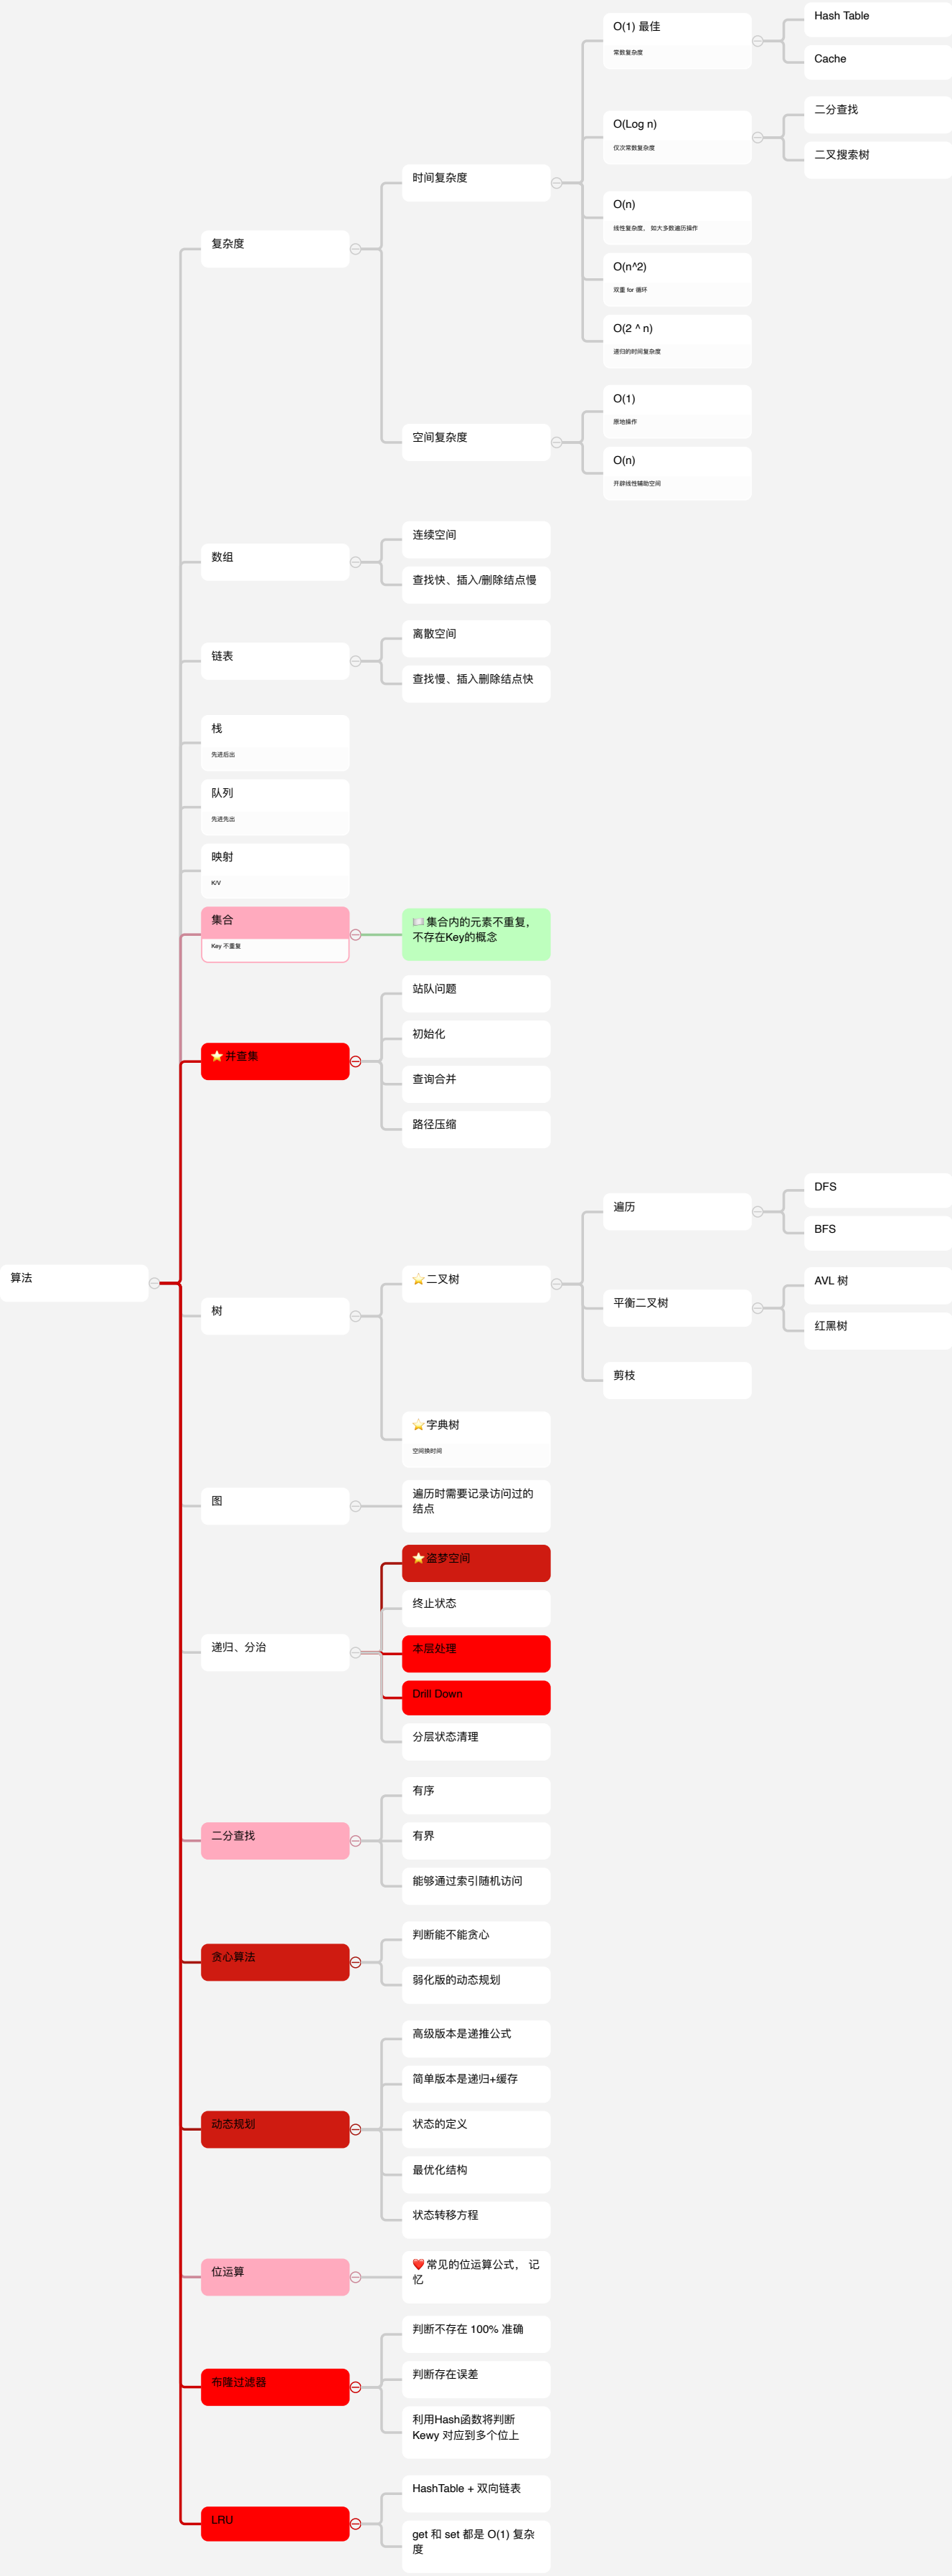 算法
复杂度
时间复杂度
O(1) 最佳
常数复杂度
Hash Table
Cache
O(Log n)
仅次常数复杂度
二分查找
二叉搜索树
O(n)
线性复杂度， 如大多数遍历操作
O(n^2)
双重 for 循环
O(2 ^ n)
递归的时间复杂度
空间复杂度
O(1)
原地操作
O(n)
开辟线性辅助空间
数组
连续空间
查找快、插入/删除结点慢
链表
离散空间
查找慢、插入删除结点快
栈
先进后出
队列
先进先出
映射
K/V
集合
Key 不重复
集合内的元素不重复，
不存在Key的概念
⭐并查集
站队问题
初始化
查询合并
路径压缩
树
⭐二叉树
遍历
DFS
BFS
平衡二叉树
AVL 树
红黑树
剪枝
⭐字典树
空间换时间
图
遍历时需要记录访问过的
结点
递归、分治
⭐盗梦空间
终止状态
本层处理
Drill Down
分层状态清理
二分查找
有序
有界
能够通过索引随机访问
贪心算法
判断能不能贪心
弱化版的动态规划
动态规划
高级版本是递推公式
简单版本是递归+缓存
状态的定义
最优化结构
状态转移方程
位运算
❤️常见的位运算公式， 记
忆
布隆过滤器
判断不存在 100% 准确
判断存在误差
利用Hash函数将判断
Kewy 对应到多个位上
LRU
HashTable + 双向链表
get 和 set 都是 O(1) 复杂
度